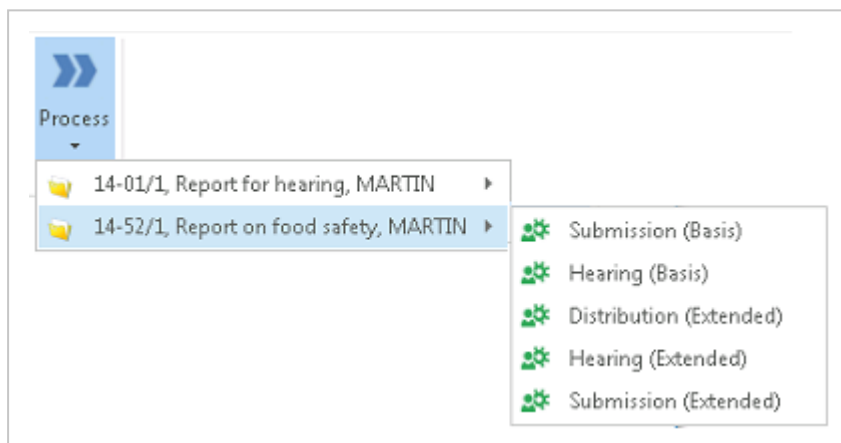 Process
14-01/1, Report for hearing, MARTIN
14-52/1, Report on food safety, MARTIN
Submission (Basis)
Hearing (Basis)
Distribution (Extended)
Hearing (Extended)
Submission (Extended)